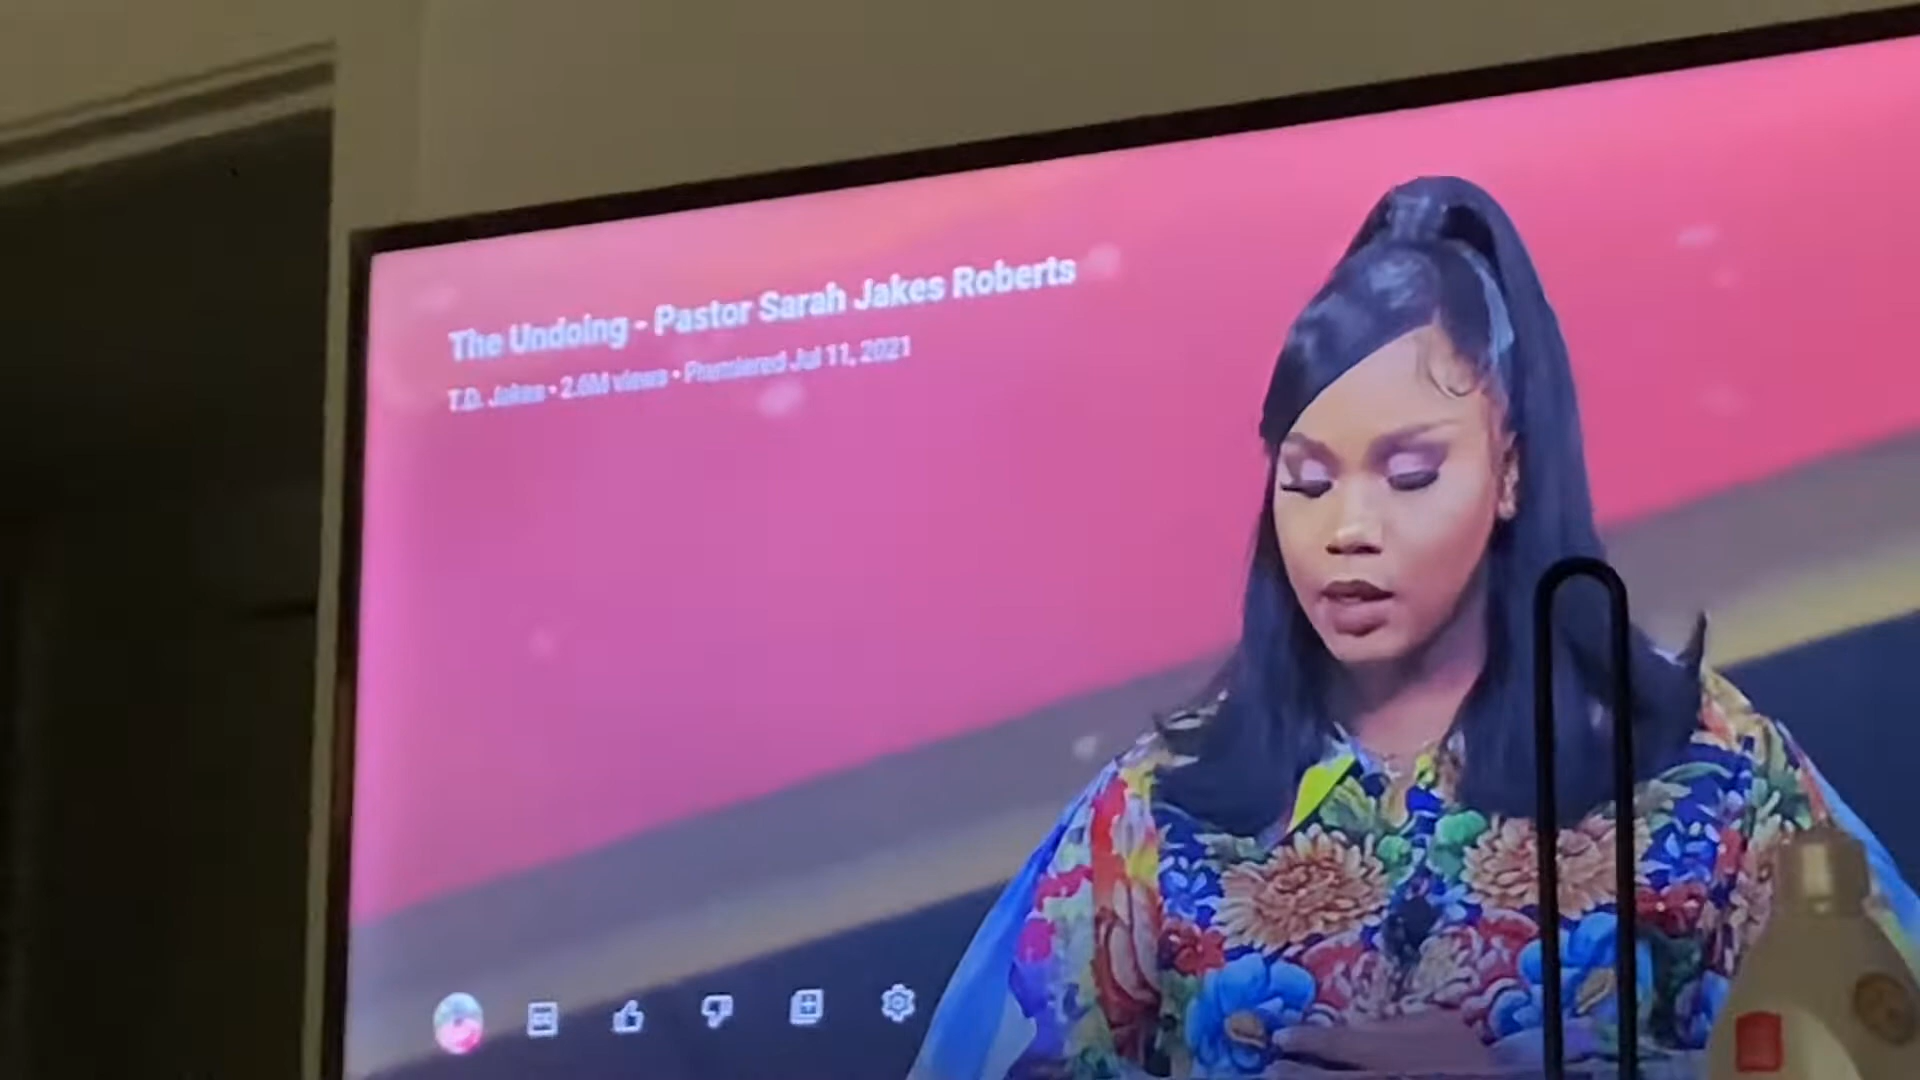 The Undoing - Pastor Sarah Jakes Roberts
T.D. Jakes • 2.6M views • Premiered Jul 11, 2021